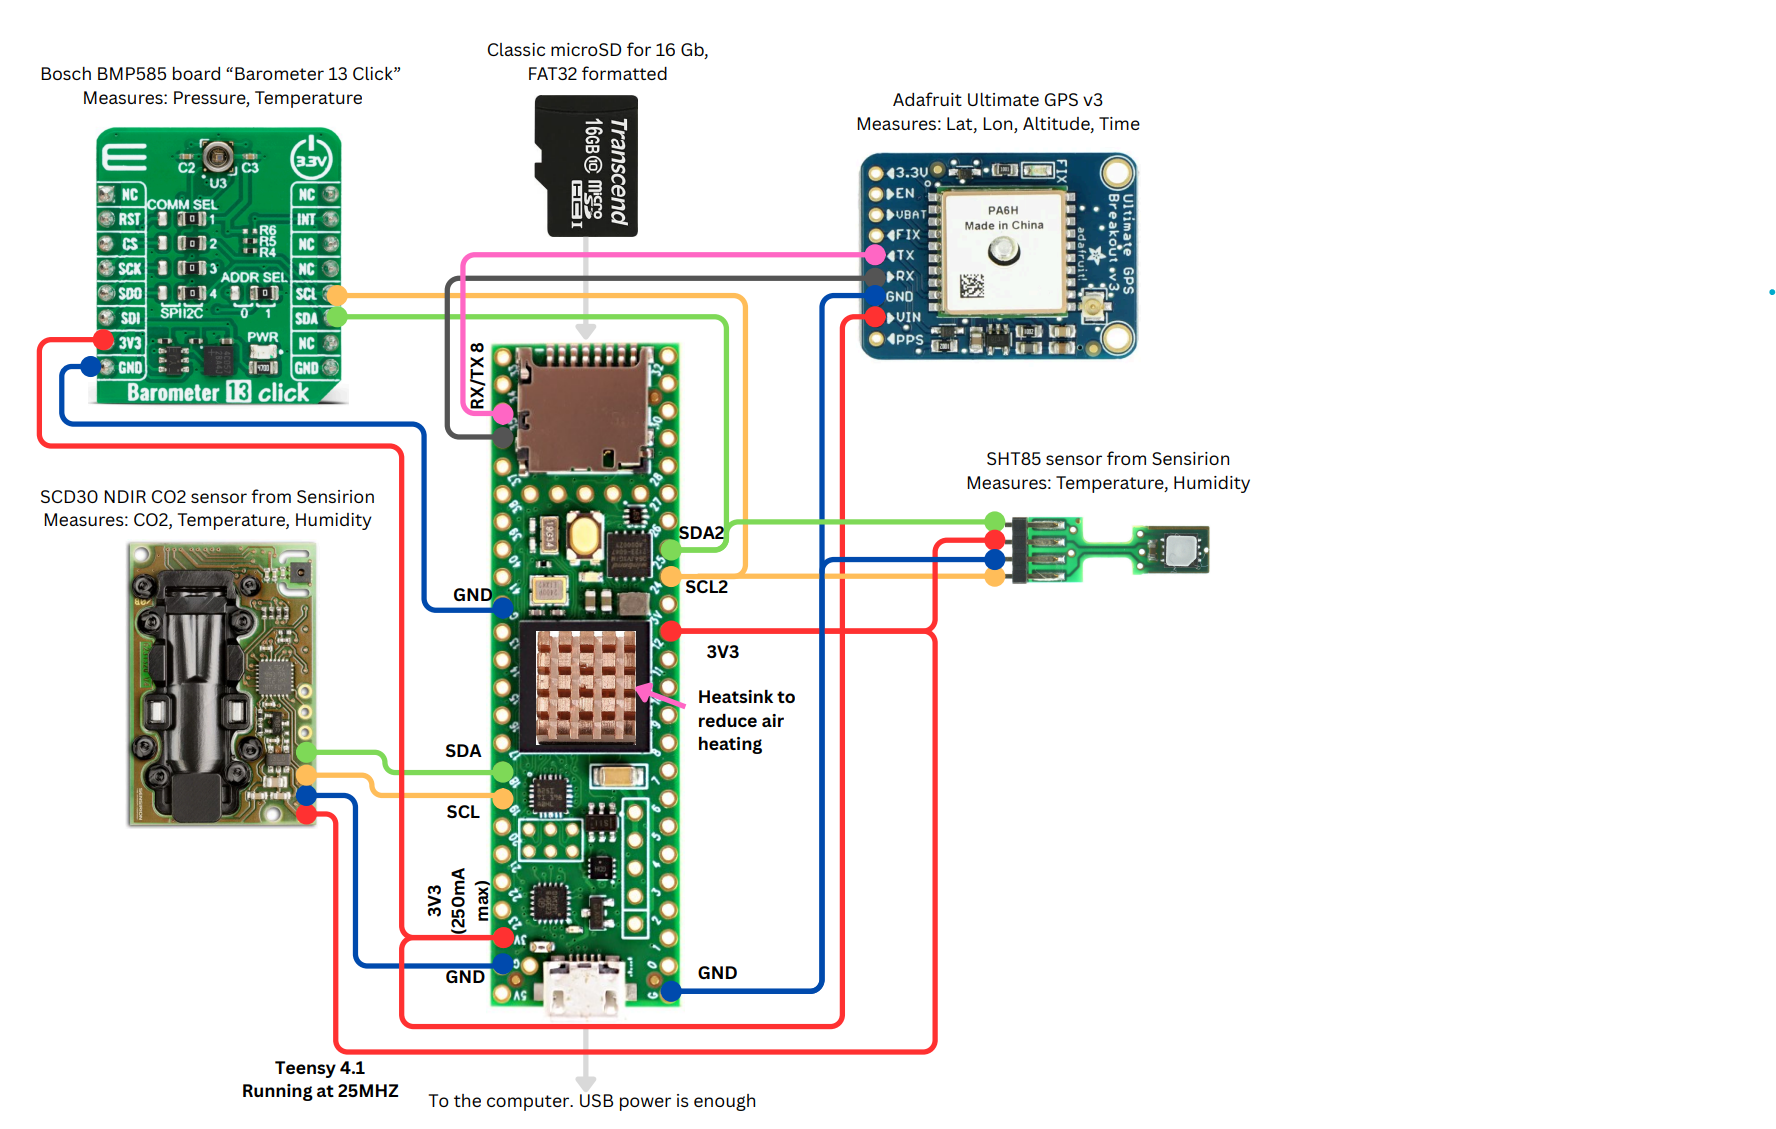 Classic microSD for 16 Gb,
FAT32 formatted
Bosch BMP585 board “Barometer 13 Click”
Measures: Pressure, Temperature
Adafruit Ultimate GPS v3
Measures: Lat, Lon, Altitude, Time
C2
C3
U3
3.3V
NC
RST
CS
SCK
SDO
SDI
3V3
GND
COMM SEL
1
2
3
4
SPI I2C
R6
R5
R4
ADDR SEL
0 1
PWR
NC
INT
NC
NC
SCL
SDA
NC
GND
Barometer 13 click
Transcend
16GB 10 micro
SD
HC I
3.3V
EN
VBAT
FIX
TX
RX
GND
VIN
PPS
FIX
PA6H
Made in China
Ultimate GPS
Breakout v3
adafruit!
RX/TX 8
SHT85 sensor from Sensirion
Measures: Temperature, Humidity
SCD30 NDIR CO2 sensor from Sensirion
Measures: CO2, Temperature, Humidity
SDA2
SCL2
GND
3V3
Heatsink to
reduce air
heating
SDA
SCL
3V3
(250mA
max)
GND
GND
Teensy 4.1
Running at 25MHZ
To the computer. USB power is enough